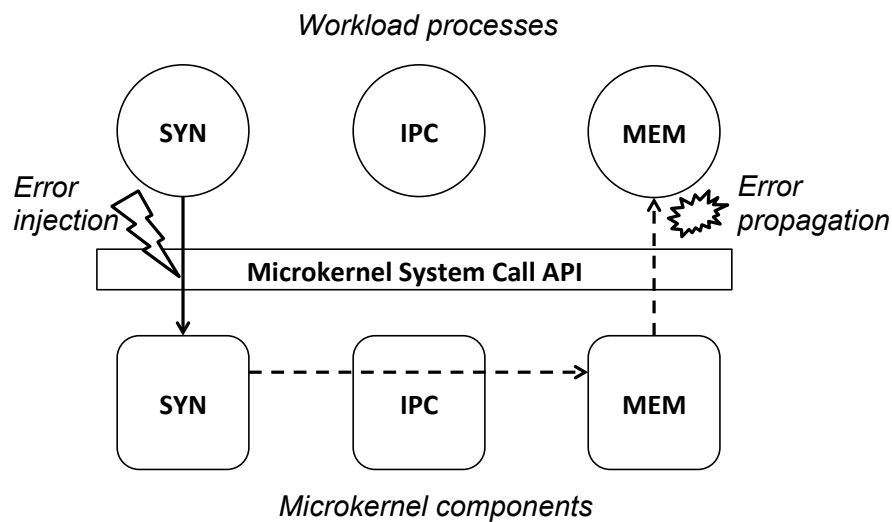 Workload processes
SYN
IPC
MEM
Error
injection
Error
propagation
Microkernel System Call API
SYN
IPC
MEM
Microkernel components